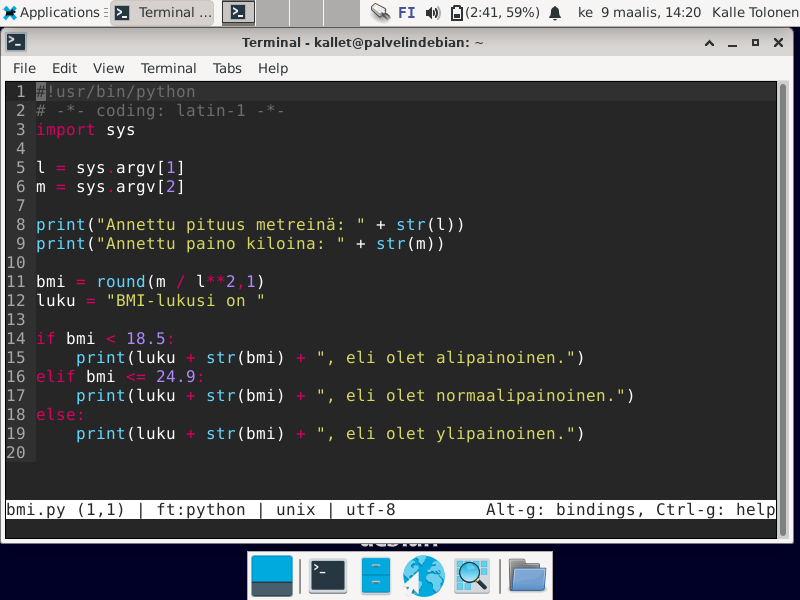 Applications Terminal ... FI (2:41, 59%) ke 9 maalis, 14:20 Kalle Tolonen
Terminal - kallet@palvelindebian: ~
File Edit View Terminal Tabs Help
1 #!usr/bin/python
2 # -*- coding: latin-1 -*-
3 import sys
4
5 l = sys.argv[1]
6 m = sys.argv[2]
7
8 print("Annettu pituus metreinä: " + str(l))
9 print("Annettu paino kiloina: " + str(m))
10
11 bmi = round(m / l**2,1)
12 luku = "BMI-lukusi on "
13
14 if bmi < 18.5:
15     print(luku + str(bmi) + ", eli olet alipainoinen.")
16 elif bmi <= 24.9:
17     print(luku + str(bmi) + ", eli olet normaalipainoinen.")
18 else:
19     print(luku + str(bmi) + ", eli olet ylipainoinen.")
20
bmi.py (1,1) | ft:python | unix | utf-8 Alt-g: bindings, Ctrl-g: help